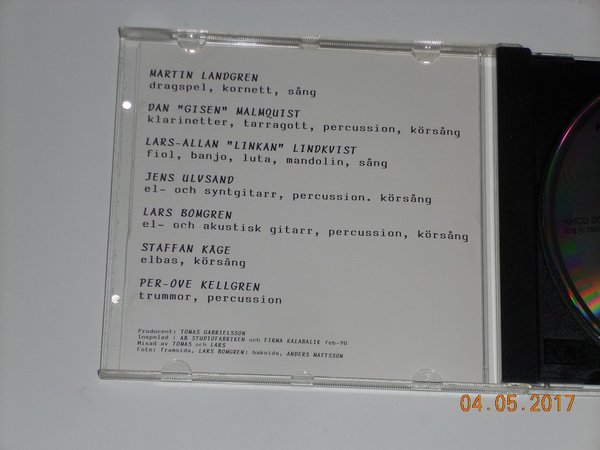 MARTIN LANDGREN
dragspel, kornett, sång
DAN "GISEN" MALMQUIST
klarinetter, tarragott, percussion, körsång
LARS-ALLAN "LINKAN" LINDKVIST
fiol, banjo, luta, mandolin, sång
JENS ULVSAND
el- och syntgitarr, percussion. körsång
LARS BOMGREN
el- och akustisk gitarr, percussion, körsång
STAFFAN KÅGE
elbas, körsång
PER-OVE KELLGREN
trummor, percussion
Producent: TOMAS GABRIELSSON
Inspelad i AB STUDIOFABRIKEN och FIRMA KALABALIK feb-90
Mixad av TOMAS och LARS
Foto: framsida, LARS BOMGREN: baksida, ANDERS MATTSSON
KHCD
04.05.2017